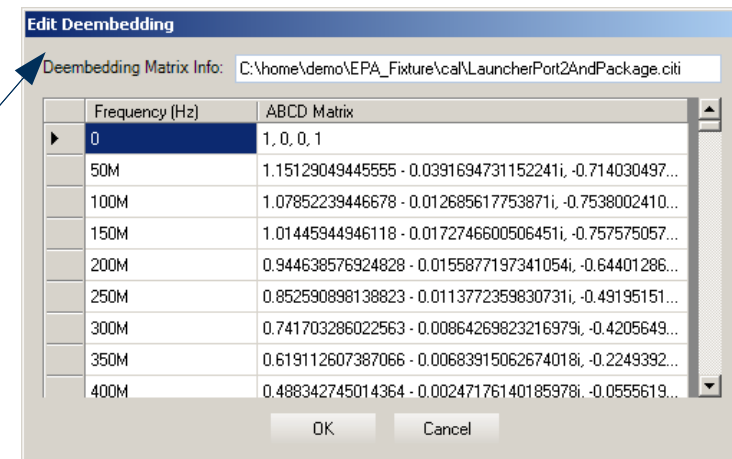 Edit Deembedding
Deembedding Matrix Info: C:\home\demo\EPA_Fixture\cal\LauncherPort2AndPackage.citi
Frequency (Hz) ABCD Matrix
0 1, 0, 0, 1
50M 1.15129049445555 - 0.0391694731152241i, -0.714030497...
100M 1.07852239446678 - 0.012685617753871i, -0.7538002410...
150M 1.01445944946118 - 0.0172746600506451i, -0.757575057...
200M 0.944638576924828 - 0.0155877197341054i, -0.64401286...
250M 0.852590898138823 - 0.0113772359830731i, -0.49195151...
300M 0.741703286022563 - 0.00864269823216979i, -0.4205649...
350M 0.619112607387066 - 0.00683915062674018i, -0.2249392...
400M 0.488342745014364 - 0.00247176140185978i, -0.0555619...
OK Cancel